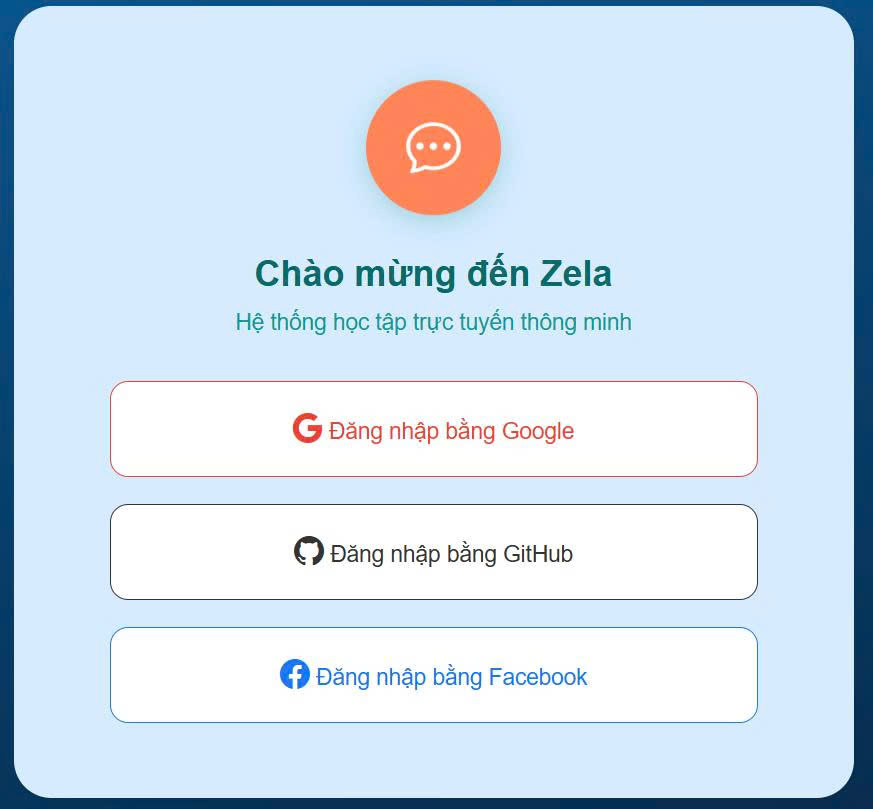 Chào mừng đến Zela
Hệ thống học tập trực tuyến thông minh
Đăng nhập bằng Google
Đăng nhập bằng GitHub
Đăng nhập bằng Facebook